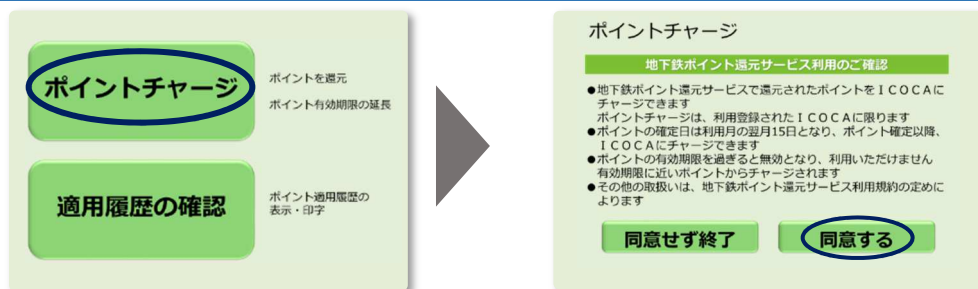 ポイントチャージ
ポイントを還元
ポイント有効期限の延長
適用履歴の確認
ポイント適用履歴の
表示・印字
ポイントチャージ
地下鉄ポイント還元サービス利用のご確認
●地下鉄ポイント還元サービスで還元されたポイントをＩＣＯＣＡに
チャージできます
ポイントチャージは、利用登録されたＩＣＯＣＡに限ります
●ポイントの確定日は利用月の翌月15日となり、ポイント確定以降、
ＩＣＯＣＡにチャージできます
●ポイントの有効期限を過ぎると無効となり、利用いただけません
有効期限に近いポイントからチャージされます
●その他の取扱いは、地下鉄ポイント還元サービス利用規約の定めに
よります
同意せず終了
同意する